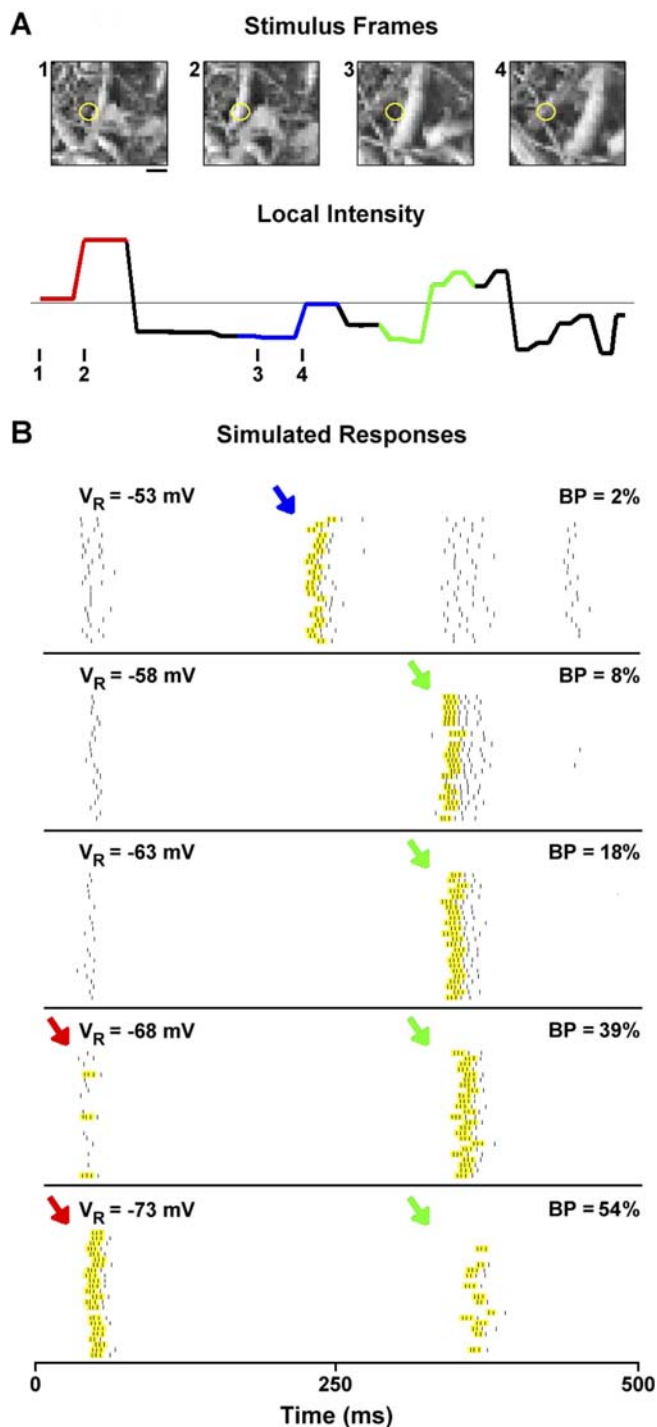 A
Stimulus Frames
1 2 3 4
Local Intensity
1 2 3 4
B
Simulated Responses
V_R = -53 mV BP = 2%
V_R = -58 mV BP = 8%
V_R = -63 mV BP = 18%
V_R = -68 mV BP = 39%
V_R = -73 mV BP = 54%
0 250 500
Time (ms)